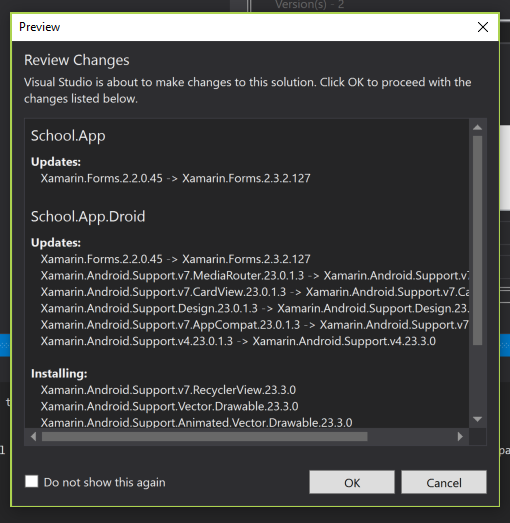 Version(s) - 2
Preview
Review Changes
Visual Studio is about to make changes to this solution. Click OK to proceed with the
changes listed below.
School.App
Updates:
Xamarin.Forms.2.2.0.45 -> Xamarin.Forms.2.3.2.127
School.App.Droid
Updates:
Xamarin.Forms.2.2.0.45 -> Xamarin.Forms.2.3.2.127
Xamarin.Android.Support.v7.MediaRouter.23.0.1.3 -> Xamarin.Android.Support.v7
Xamarin.Android.Support.v7.CardView.23.0.1.3 -> Xamarin.Android.Support.v7.Ca
Xamarin.Android.Support.Design.23.0.1.3 -> Xamarin.Android.Support.Design.23.
Xamarin.Android.Support.v7.AppCompat.23.0.1.3 -> Xamarin.Android.Support.v7
Xamarin.Android.Support.v4.23.0.1.3 -> Xamarin.Android.Support.v4.23.3.0
Installing:
Xamarin.Android.Support.v7.RecyclerView.23.3.0
Xamarin.Android.Support.Vector.Drawable.23.3.0
Xamarin.Android.Support.Animated.Vector.Drawable.23.3.0
Do not show this again
OK
Cancel